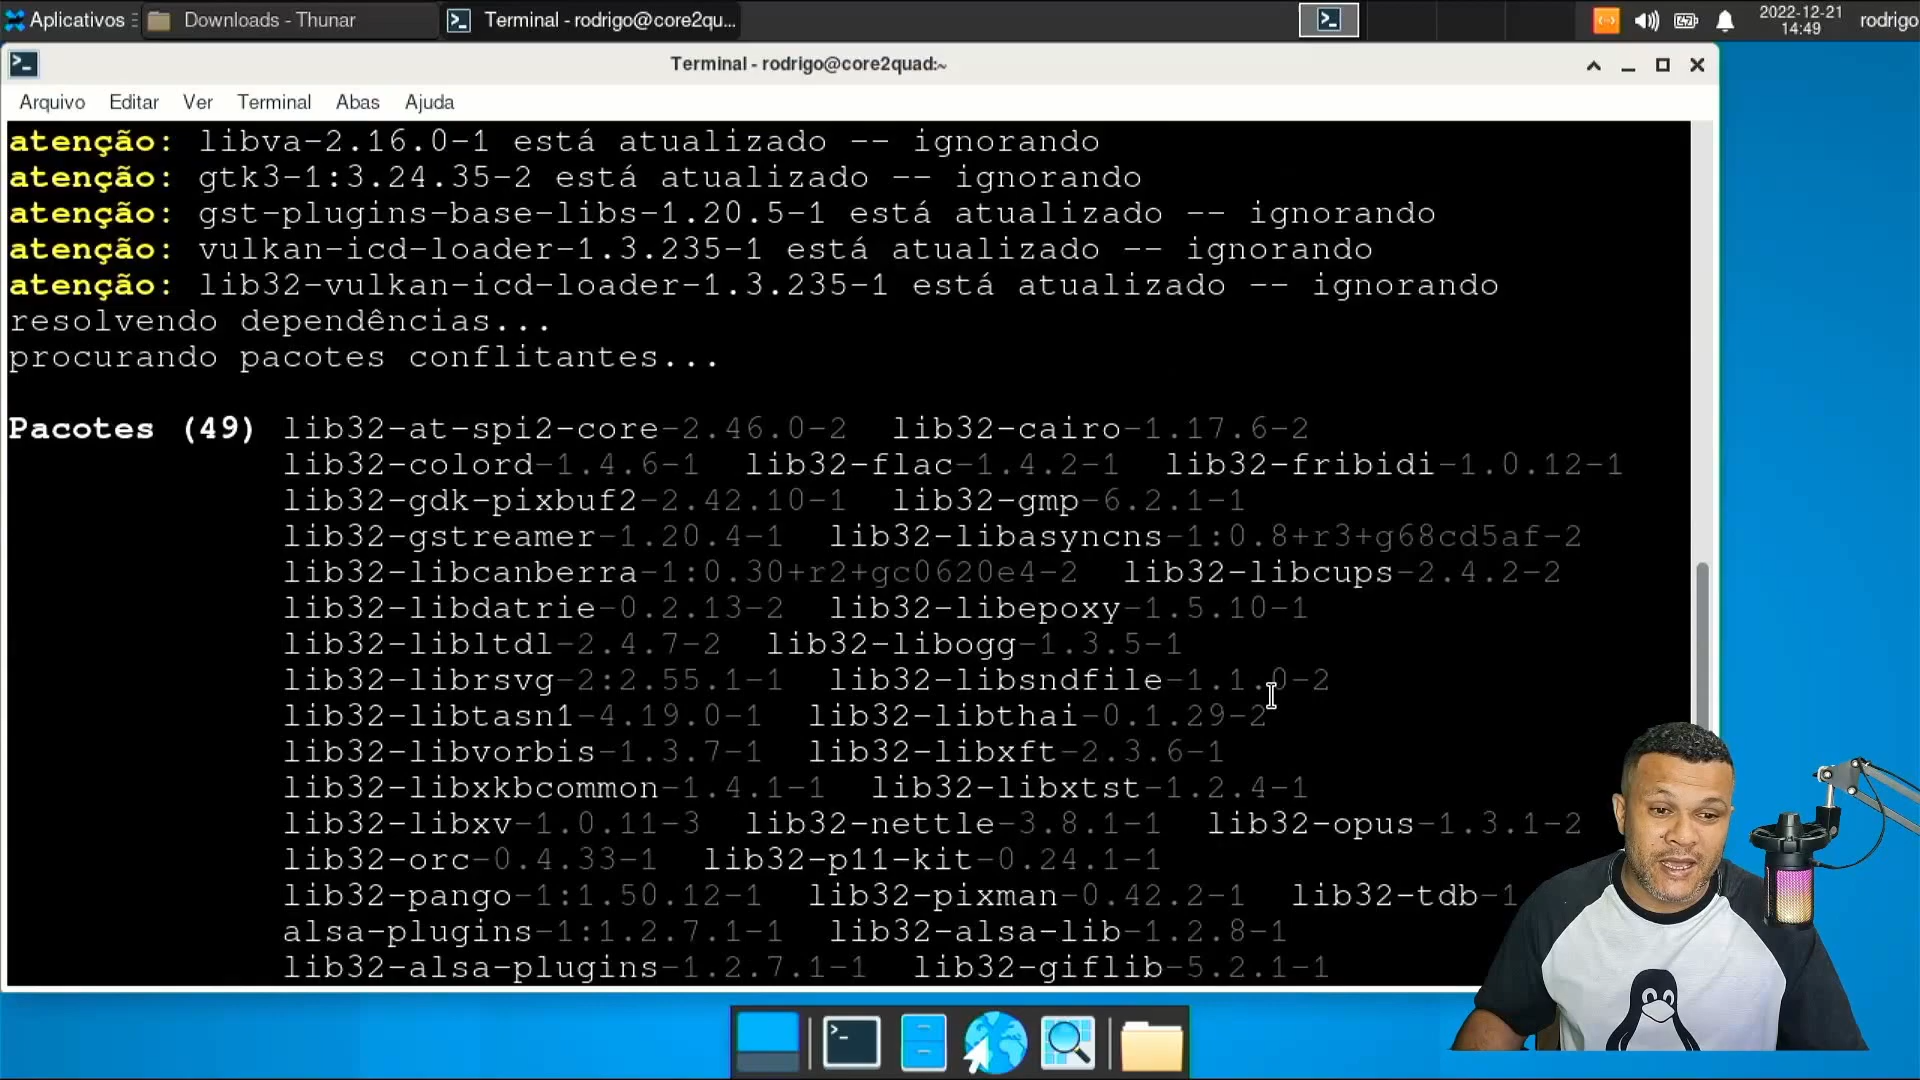 Aplicativos
Downloads - Thunar
Terminal - rodrigo@core2qu...
2022-12-21
14:49
rodrigo
Terminal - rodrigo@core2quad:~
Arquivo Editar Ver Terminal Abas Ajuda
atenção: libva-2.16.0-1 está atualizado -- ignorando
atenção: gtk3-1:3.24.35-2 está atualizado -- ignorando
atenção: gst-plugins-base-libs-1.20.5-1 está atualizado -- ignorando
atenção: vulkan-icd-loader-1.3.235-1 está atualizado -- ignorando
atenção: lib32-vulkan-icd-loader-1.3.235-1 está atualizado -- ignorando
resolvendo dependências...
procurando pacotes conflitantes...
Pacotes (49) lib32-at-spi2-core-2.46.0-2 lib32-cairo-1.17.6-2
lib32-colord-1.4.6-1 lib32-flac-1.4.2-1 lib32-fribidi-1.0.12-1
lib32-gdk-pixbuf2-2.42.10-1 lib32-gmp-6.2.1-1
lib32-gstreamer-1.20.4-1 lib32-libasyncns-1:0.8+r3+g68cd5af-2
lib32-libcanberra-1:0.30+r2+gc0620e4-2 lib32-libcups-2.4.2-2
lib32-libdatrie-0.2.13-2 lib32-libepoxy-1.5.10-1
lib32-libltdl-2.4.7-2 lib32-libogg-1.3.5-1
lib32-librsvg-2:2.55.1-1 lib32-libsndfile-1.1.0-2
lib32-libtasn1-4.19.0-1 lib32-libthai-0.1.29-2
lib32-libvorbis-1.3.7-1 lib32-libxft-2.3.6-1
lib32-libxkbcommon-1.4.1-1 lib32-libxtst-1.2.4-1
lib32-libxv-1.0.11-3 lib32-nettle-3.8.1-1 lib32-opus-1.3.1-2
lib32-orc-0.4.33-1 lib32-p11-kit-0.24.1-1
lib32-pango-1:1.50.12-1 lib32-pixman-0.42.2-1 lib32-tdb-1
alsa-plugins-1:1.2.7.1-1 lib32-alsa-lib-1.2.8-1
lib32-alsa-plugins-1.2.7.1-1 lib32-giflib-5.2.1-1